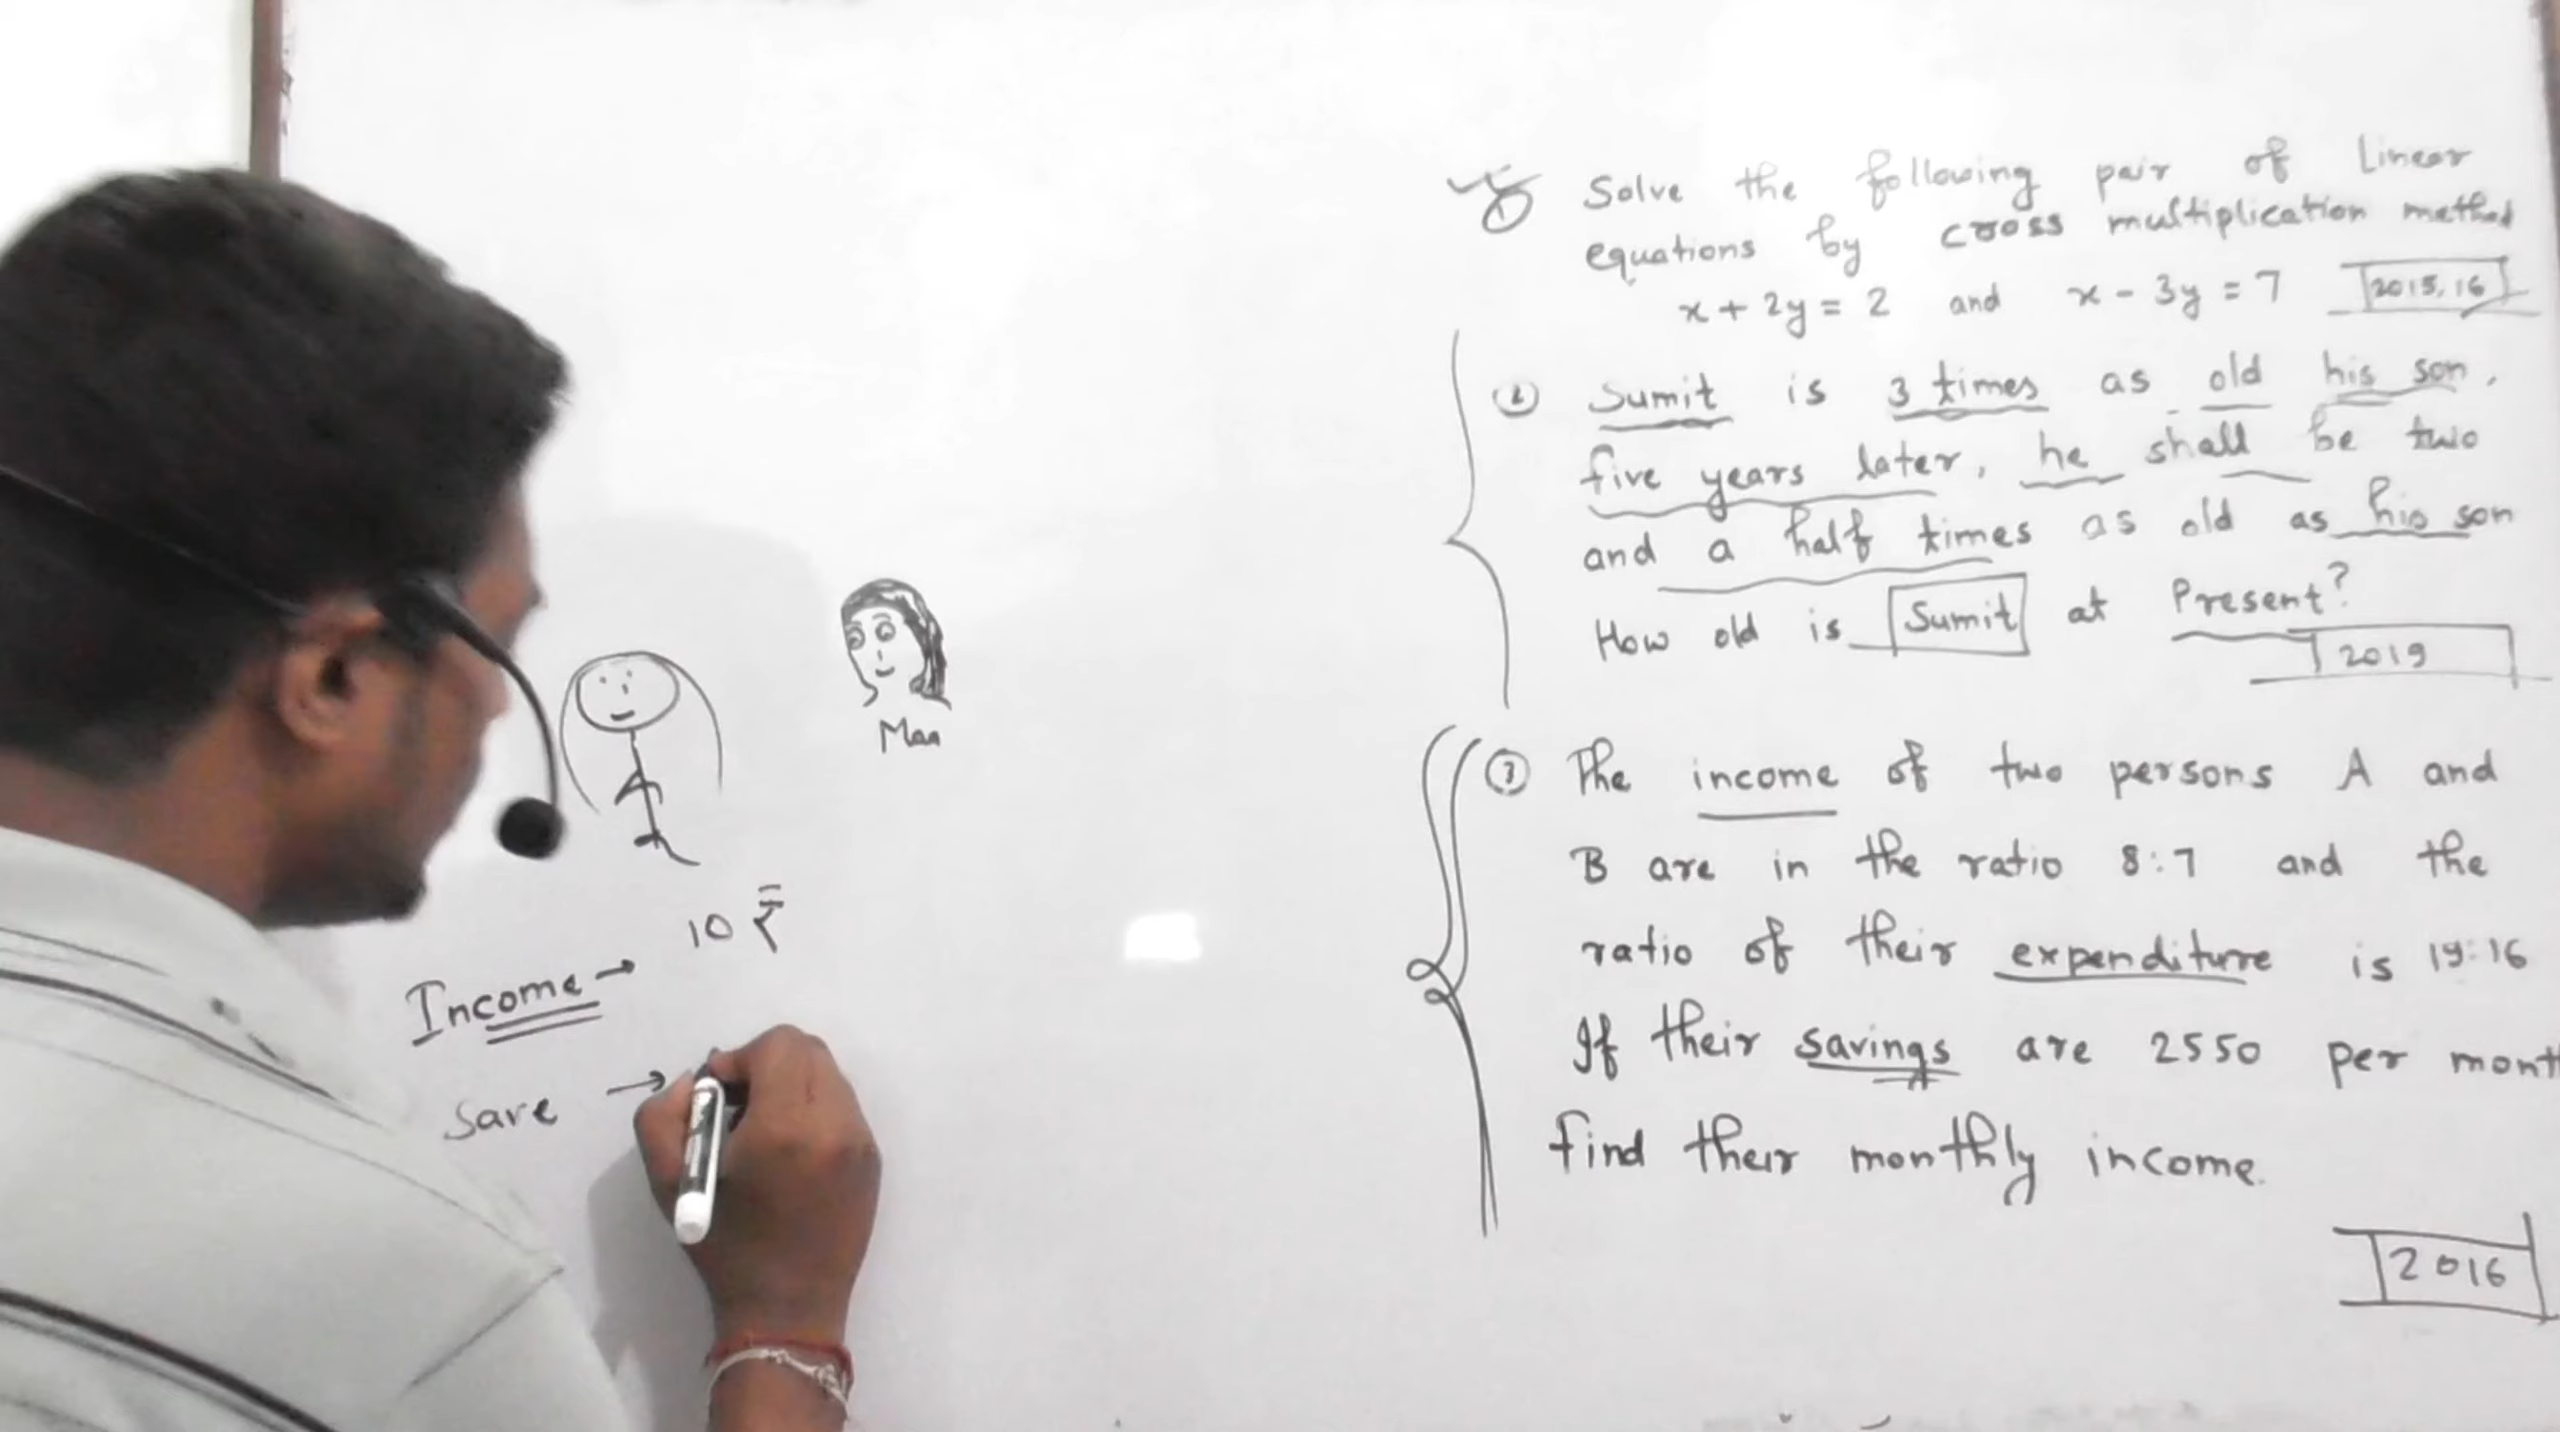 ① Solve the following pair of Linear
equations by cross multiplication method
x + 2y = 2 and x - 3y = 7 2015, 16
② Sumit is 3 times as old his son.
five years later, he shall be two
and a half times as old as his son
How old is Sumit at Present?
2019
③ The income of two persons A and
B are in the ratio 8:7 and the
ratio of their expenditure is 19:16
If their savings are 2550 per mont
find their monthly income.
2016
Maa
10 ₹
Income →
Save →